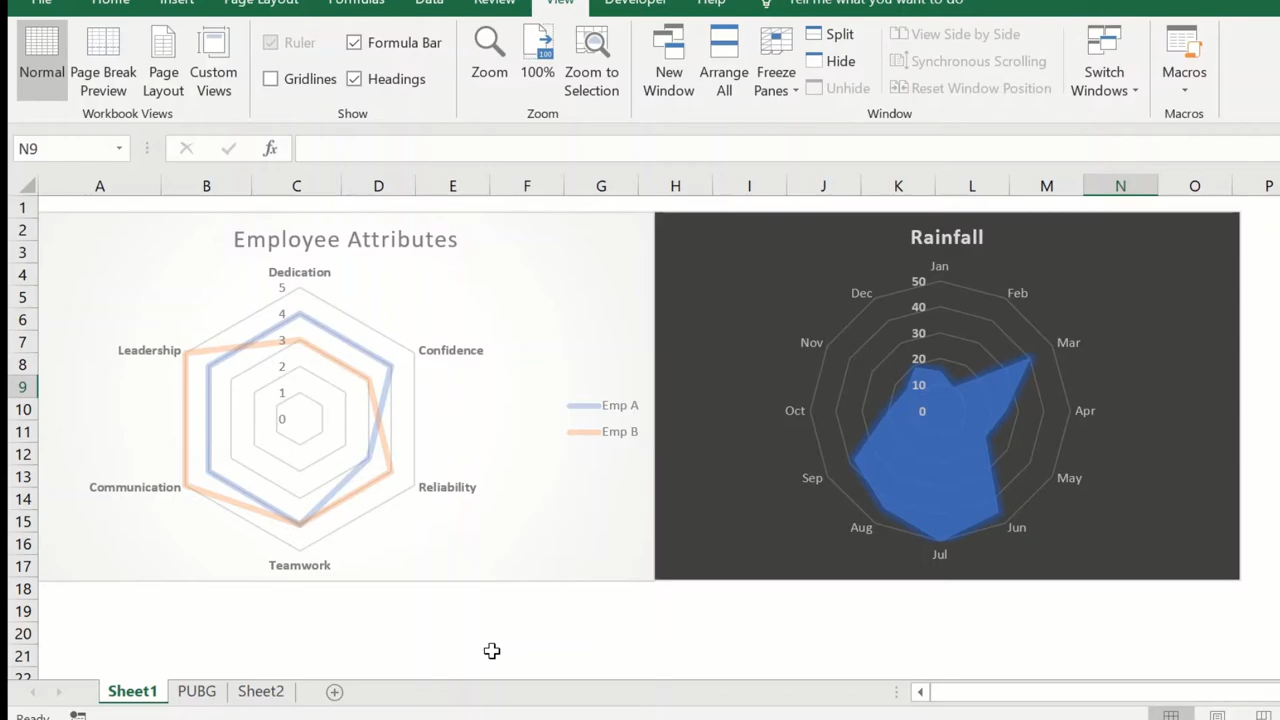 File Home Insert Page Layout Formulas Data Review View Developer Help Tell me what you want to do
Normal
Page Break Preview
Page Layout
Custom Views
Workbook Views
Ruler
Formula Bar
Gridlines
Headings
Show
Zoom
100%
Zoom to Selection
Zoom
New Window
Arrange All
Freeze Panes
Split
Hide
Unhide
View Side by Side
Synchronous Scrolling
Reset Window Position
Window
Switch Windows
Macros
Macros
N9
fx
A B C D E F G H I J K L M N O P
1
2
3
4
5
6
7
8
9
10
11
12
13
14
15
16
17
18
19
20
21
22
Employee Attributes
Dedication
Confidence
Reliability
Teamwork
Communication
Leadership
5
4
3
2
1
0
Emp A
Emp B
Rainfall
Jan
Feb
Mar
Apr
May
Jun
Jul
Aug
Sep
Oct
Nov
Dec
50
40
30
20
10
0
Sheet1 PUBG Sheet2
Ready